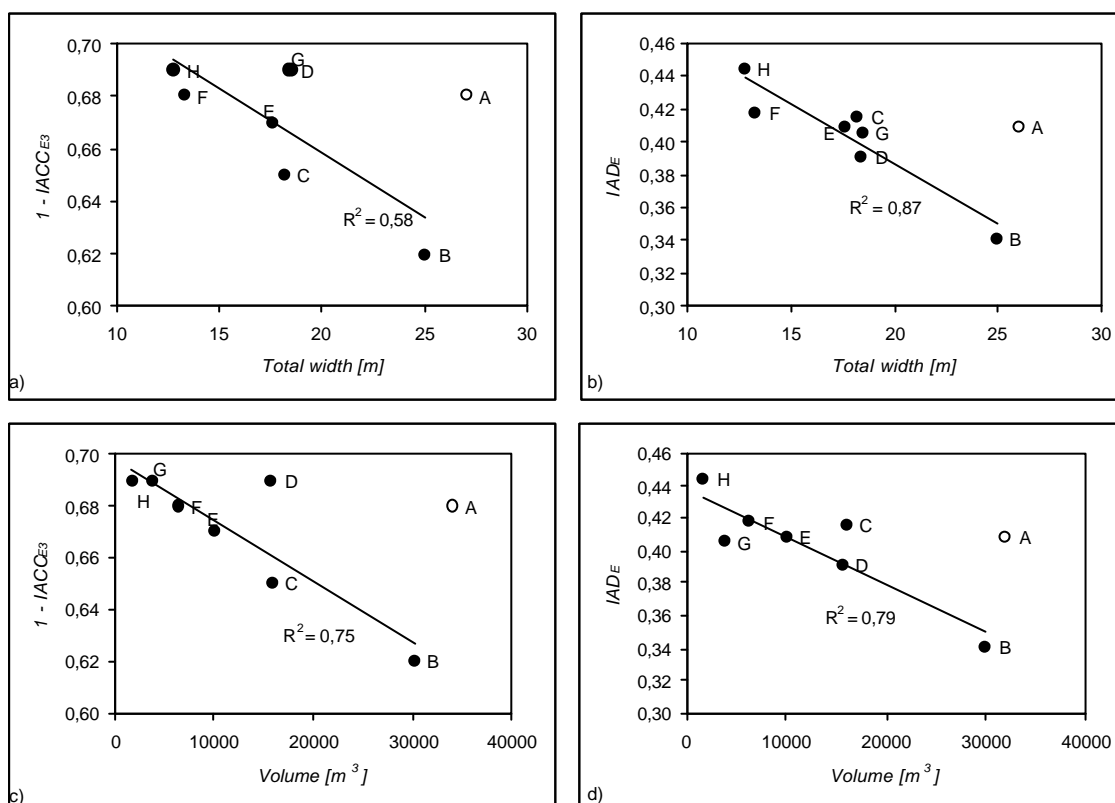 0,70
0,68
0,66
0,64
0,62
0,60
1 - IACCE3
G
H
D
F
E
A
C
B
R2 = 0,58
10 15 20 25 30
Total width [m]
a)
0,46
0,44
0,42
0,40
0,38
0,36
0,34
0,32
0,30
IADE
H
F
C
E
G
A
D
B
R2 = 0,87
10 15 20 25 30
Total width [m]
b)
0,70
0,68
0,66
0,64
0,62
0,60
1 - IACCE3
G
D
H
F
A
E
C
B
R2 = 0,75
0 10000 20000 30000 40000
Volume [m3]
c)
0,46
0,44
0,42
0,40
0,38
0,36
0,34
0,32
0,30
IADE
H
F
C
G
E
A
D
B
R2 = 0,79
0 10000 20000 30000 40000
Volume [m3]
d)